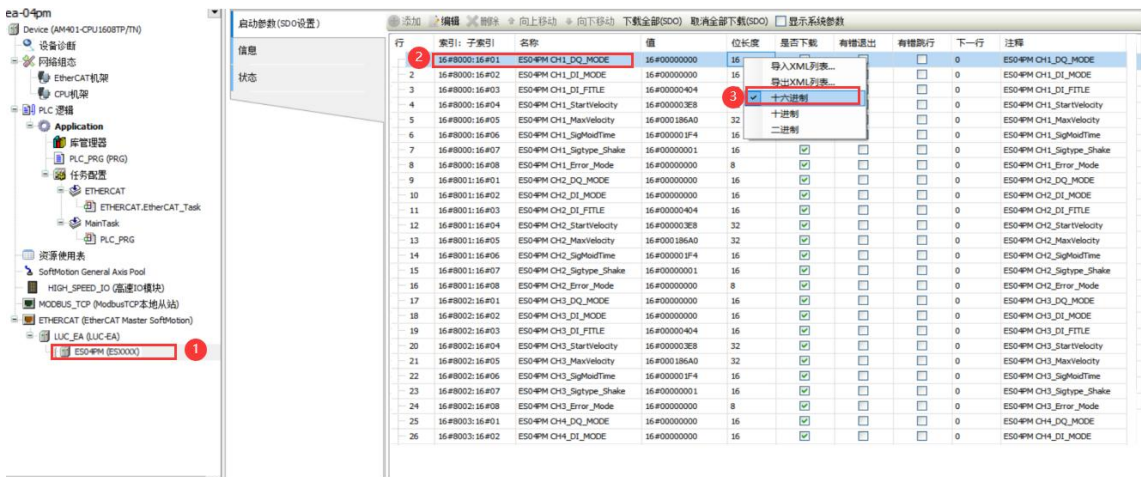 ea-04pm
Device (AM401-CPU1608TP/TN)
设备诊断
网络组态
EtherCAT机架
CPU机架
PLC 逻辑
Application
库管理器
PLC_PRG (PRG)
任务配置
ETHERCAT
ETHERCAT.EtherCAT_Task
MainTask
PLC_PRG
资源使用表
SoftMotion General Axis Pool
HIGH_SPEED_IO (高速IO模块)
MODBUS_TCP (ModbusTCP本地从站)
ETHERCAT (EtherCAT Master SoftMotion)
LUC_EA (LUC-EA)
ES04PM (ESXXXX)
1
启动参数(SDO设置)
信息
状态
添加 编辑 删除 向上移动 向下移动 下载全部(SDO) 取消全部下载(SDO) 显示系统参数
行 索引: 子索引 名称 值 位长度 是否下载 有错退出 有错跳行 下一行 注释
2 16#8000:16#01 ES04PM CH1_DQ_MODE 16#00000000 16 0 ES04PM CH1_DQ_MODE
2 16#8000:16#02 ES04PM CH1_DI_MODE 16#00000000 16 0 ES04PM CH1_DI_MODE
3 16#8000:16#03 ES04PM CH1_DI_FITLE 16#00000404 16 0 ES04PM CH1_DI_FITLE
4 16#8000:16#04 ES04PM CH1_StartVelocity 16#000003E8 0 ES04PM CH1_StartVelocity
5 16#8000:16#05 ES04PM CH1_MaxVelocity 16#000186A0 32 0 ES04PM CH1_MaxVelocity
6 16#8000:16#06 ES04PM CH1_SigMoidTime 16#000001F4 16 0 ES04PM CH1_SigMoidTime
7 16#8000:16#07 ES04PM CH1_Sigtype_Shake 16#00000001 16 0 ES04PM CH1_Sigtype_Shake
8 16#8000:16#08 ES04PM CH1_Error_Mode 16#00000000 8 0 ES04PM CH1_Error_Mode
9 16#8001:16#01 ES04PM CH2_DQ_MODE 16#00000000 16 0 ES04PM CH2_DQ_MODE
10 16#8001:16#02 ES04PM CH2_DI_MODE 16#00000000 16 0 ES04PM CH2_DI_MODE
11 16#8001:16#03 ES04PM CH2_DI_FITLE 16#00000404 16 0 ES04PM CH2_DI_FITLE
12 16#8001:16#04 ES04PM CH2_StartVelocity 16#000003E8 32 0 ES04PM CH2_StartVelocity
13 16#8001:16#05 ES04PM CH2_MaxVelocity 16#000186A0 32 0 ES04PM CH2_MaxVelocity
14 16#8001:16#06 ES04PM CH2_SigMoidTime 16#000001F4 16 0 ES04PM CH2_SigMoidTime
15 16#8001:16#07 ES04PM CH2_Sigtype_Shake 16#00000001 16 0 ES04PM CH2_Sigtype_Shake
16 16#8001:16#08 ES04PM CH2_Error_Mode 16#00000000 8 0 ES04PM CH2_Error_Mode
17 16#8002:16#01 ES04PM CH3_DQ_MODE 16#00000000 16 0 ES04PM CH3_DQ_MODE
18 16#8002:16#02 ES04PM CH3_DI_MODE 16#00000000 16 0 ES04PM CH3_DI_MODE
19 16#8002:16#03 ES04PM CH3_DI_FITLE 16#00000404 16 0 ES04PM CH3_DI_FITLE
20 16#8002:16#04 ES04PM CH3_StartVelocity 16#000003E8 32 0 ES04PM CH3_StartVelocity
21 16#8002:16#05 ES04PM CH3_MaxVelocity 16#000186A0 32 0 ES04PM CH3_MaxVelocity
22 16#8002:16#06 ES04PM CH3_SigMoidTime 16#000001F4 16 0 ES04PM CH3_SigMoidTime
23 16#8002:16#07 ES04PM CH3_Sigtype_Shake 16#00000001 16 0 ES04PM CH3_Sigtype_Shake
24 16#8002:16#08 ES04PM CH3_Error_Mode 16#00000000 8 0 ES04PM CH3_Error_Mode
25 16#8003:16#01 ES04PM CH4_DQ_MODE 16#00000000 16 0 ES04PM CH4_DQ_MODE
26 16#8003:16#02 ES04PM CH4_DI_MODE 16#00000000 16 0 ES04PM CH4_DI_MODE
导入XML列表...
导出XML列表...
3 十六进制
十进制
二进制